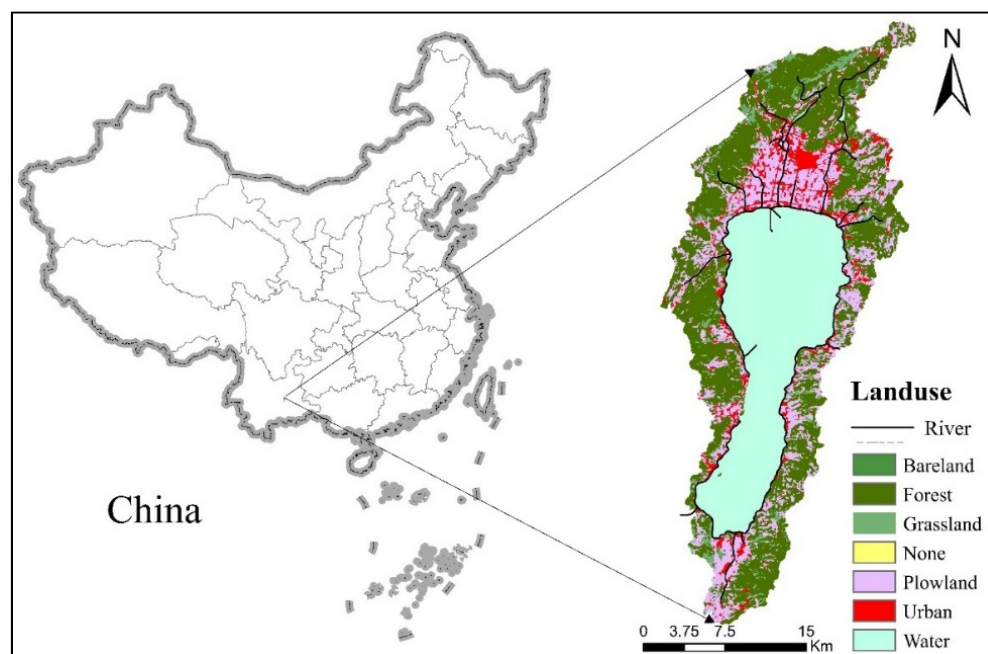 China
N
Landuse
River
Bareland
Forest
Grassland
None
Plowland
Urban
Water
0 3.75 7.5 15
Km